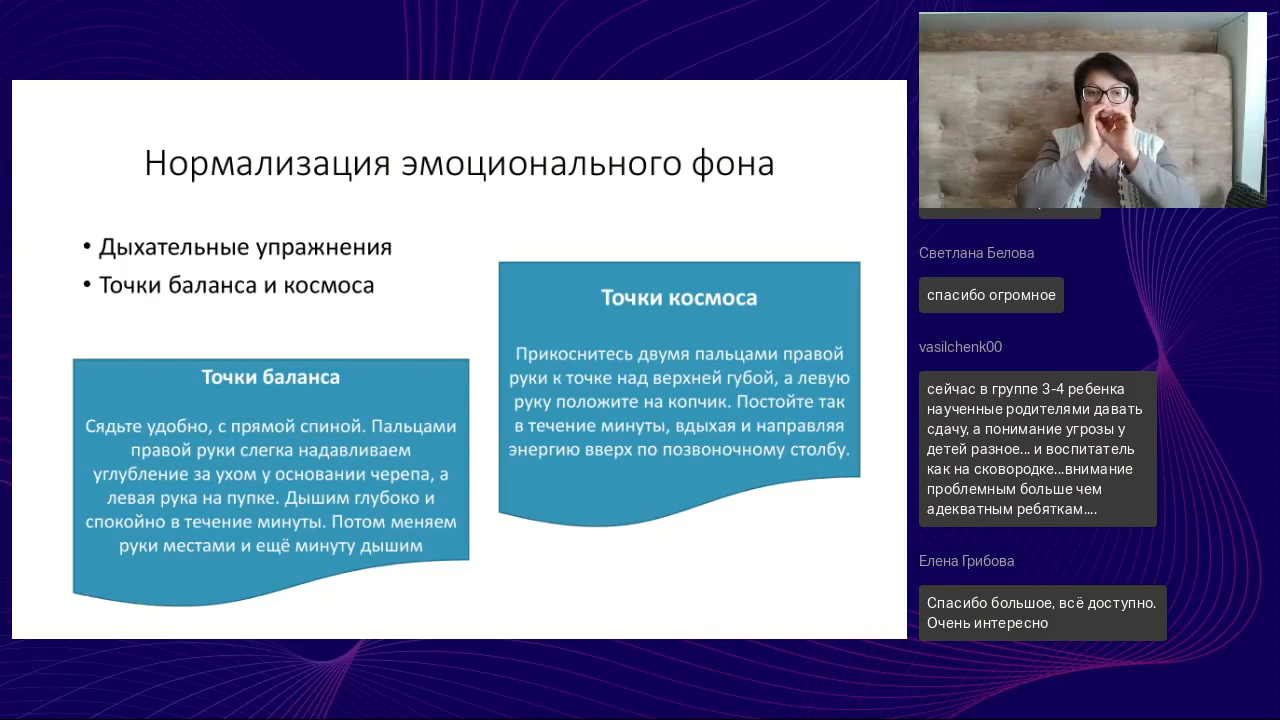 Нормализация эмоционального фона
• Дыхательные упражнения
• Точки баланса и космоса
Точки баланса
Сядьте удобно, с прямой спиной. Пальцами
правой руки слегка надавливаем
углубление за ухом у основании черепа, а
левая рука на пупке. Дышим глубоко и
спокойно в течение минуты. Потом меняем
руки местами и ещё минуту дышим
Точки космоса
Прикоснитесь двумя пальцами правой
руки к точке над верхней губой, а левую
руку положите на копчик. Постойте так
в течение минуты, вдыхая и направляя
энергию вверх по позвоночному столбу.
Светлана Белова
спасибо огромное
vasilchenk00
сейчас в группе 3-4 ребенка
наученные родителями давать
сдачу, а понимание угрозы у
детей разное... и воспитатель
как на сковородке...внимание
проблемным больше чем
адекватным ребяткам....
Елена Грибова
Спасибо большое, всё доступно.
Очень интересно